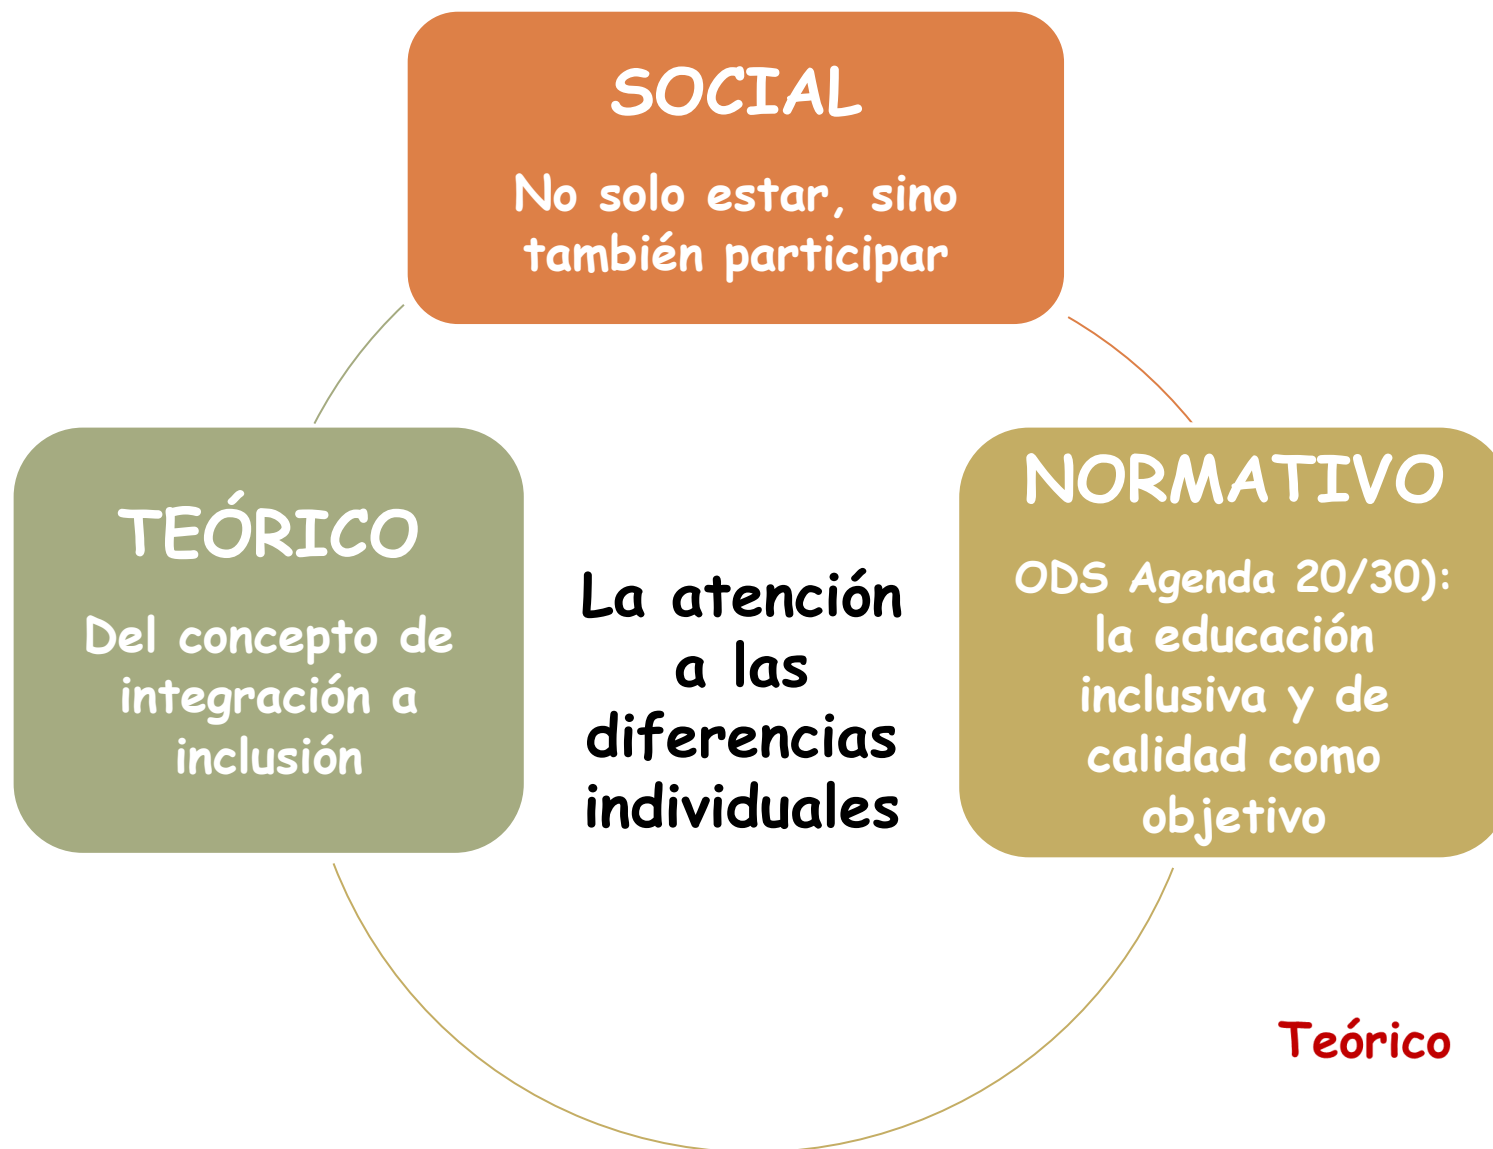 SOCIAL
No solo estar, sino
también participar
TEÓRICO
Del concepto de
integración a
inclusión
La atención
a las
diferencias
individuales
NORMATIVO
ODS Agenda 20/30):
la educación
inclusiva y de
calidad como
objetivo
Teórico